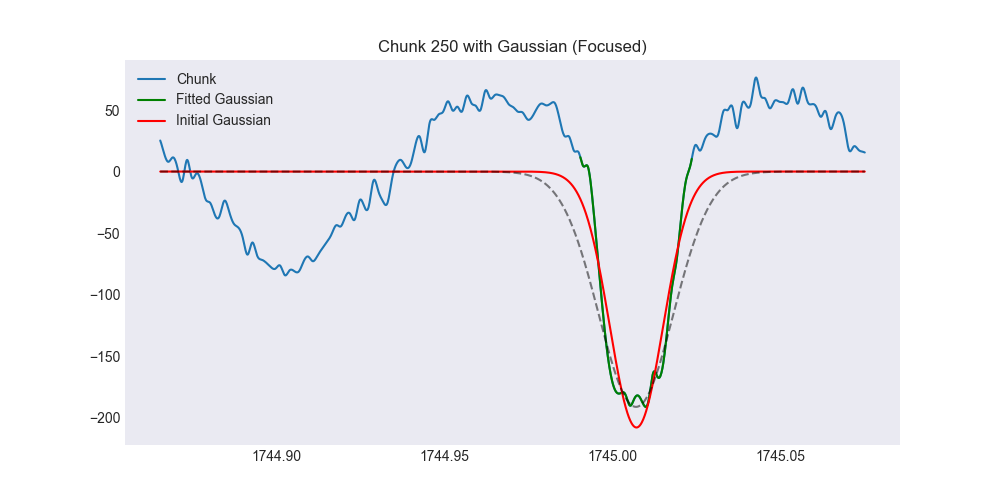 Chunk 250 with Gaussian (Focused)
Chunk
Fitted Gaussian
Initial Gaussian
50
0
−50
−100
−150
−200
1744.90 1744.95 1745.00 1745.05